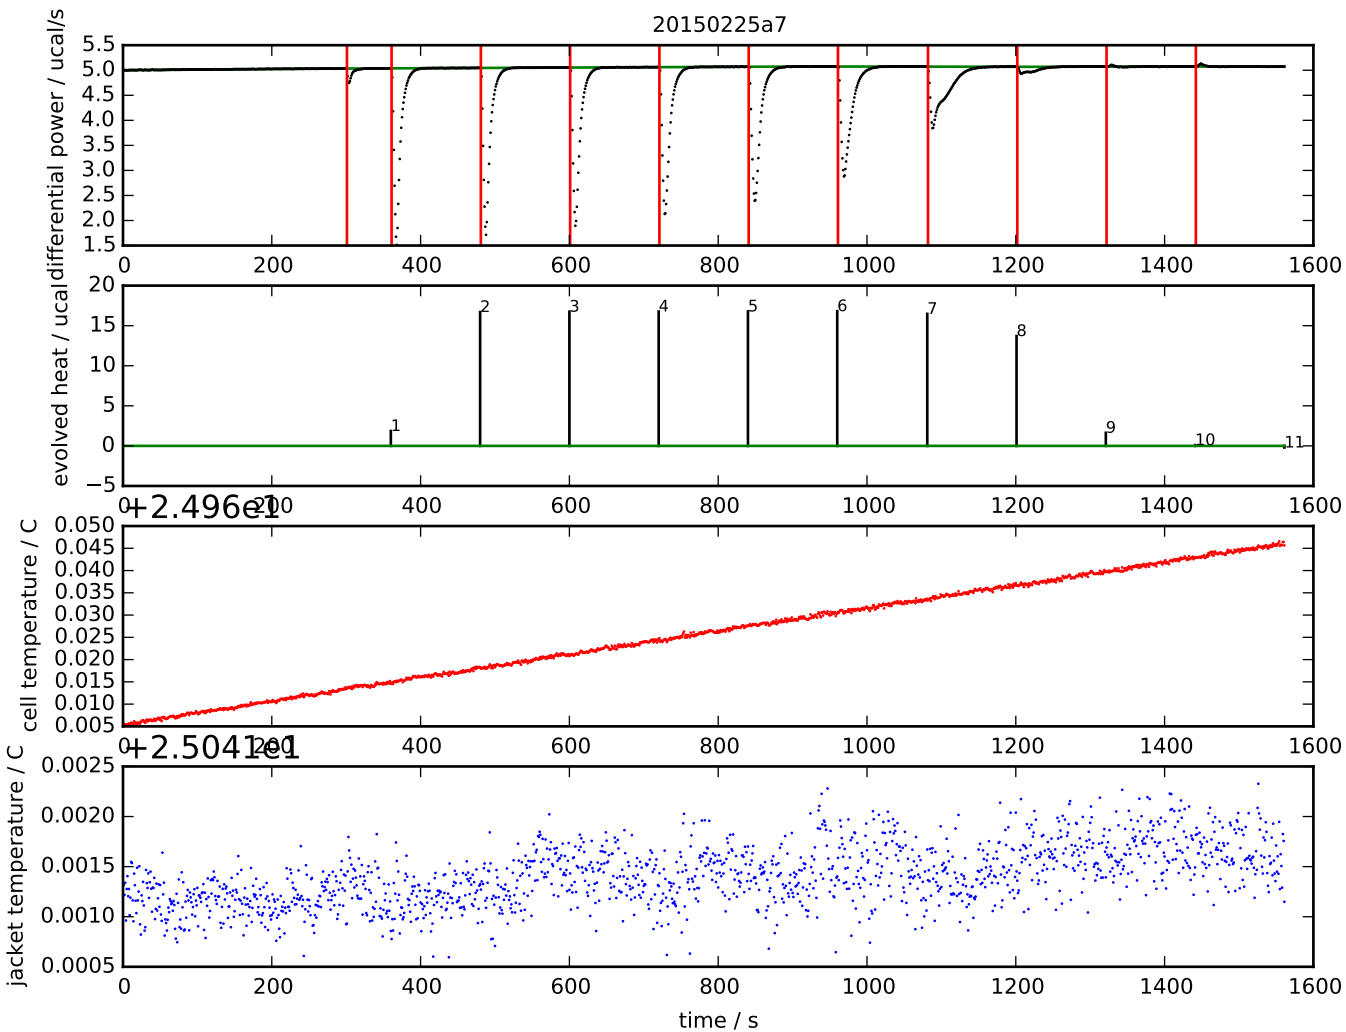 20150225a7
differential power / ucal/s
5.5
5.0
4.5
4.0
3.5
3.0
2.5
2.0
1.5
0 200 400 600 800 1000 1200 1400 1600
evolved heat / ucal
20
15
10
5
0
−5
1 2 3 4 5 6 7 8 9 10 11
0 200 400 600 800 1000 1200 1400 1600
+2.496e1
cell temperature / C
0.050
0.045
0.040
0.035
0.030
0.025
0.020
0.015
0.010
0.005
0 200 400 600 800 1000 1200 1400 1600
+2.5041e1
jacket temperature / C
0.0025
0.0020
0.0015
0.0010
0.0005
0 200 400 600 800 1000 1200 1400 1600
time / s